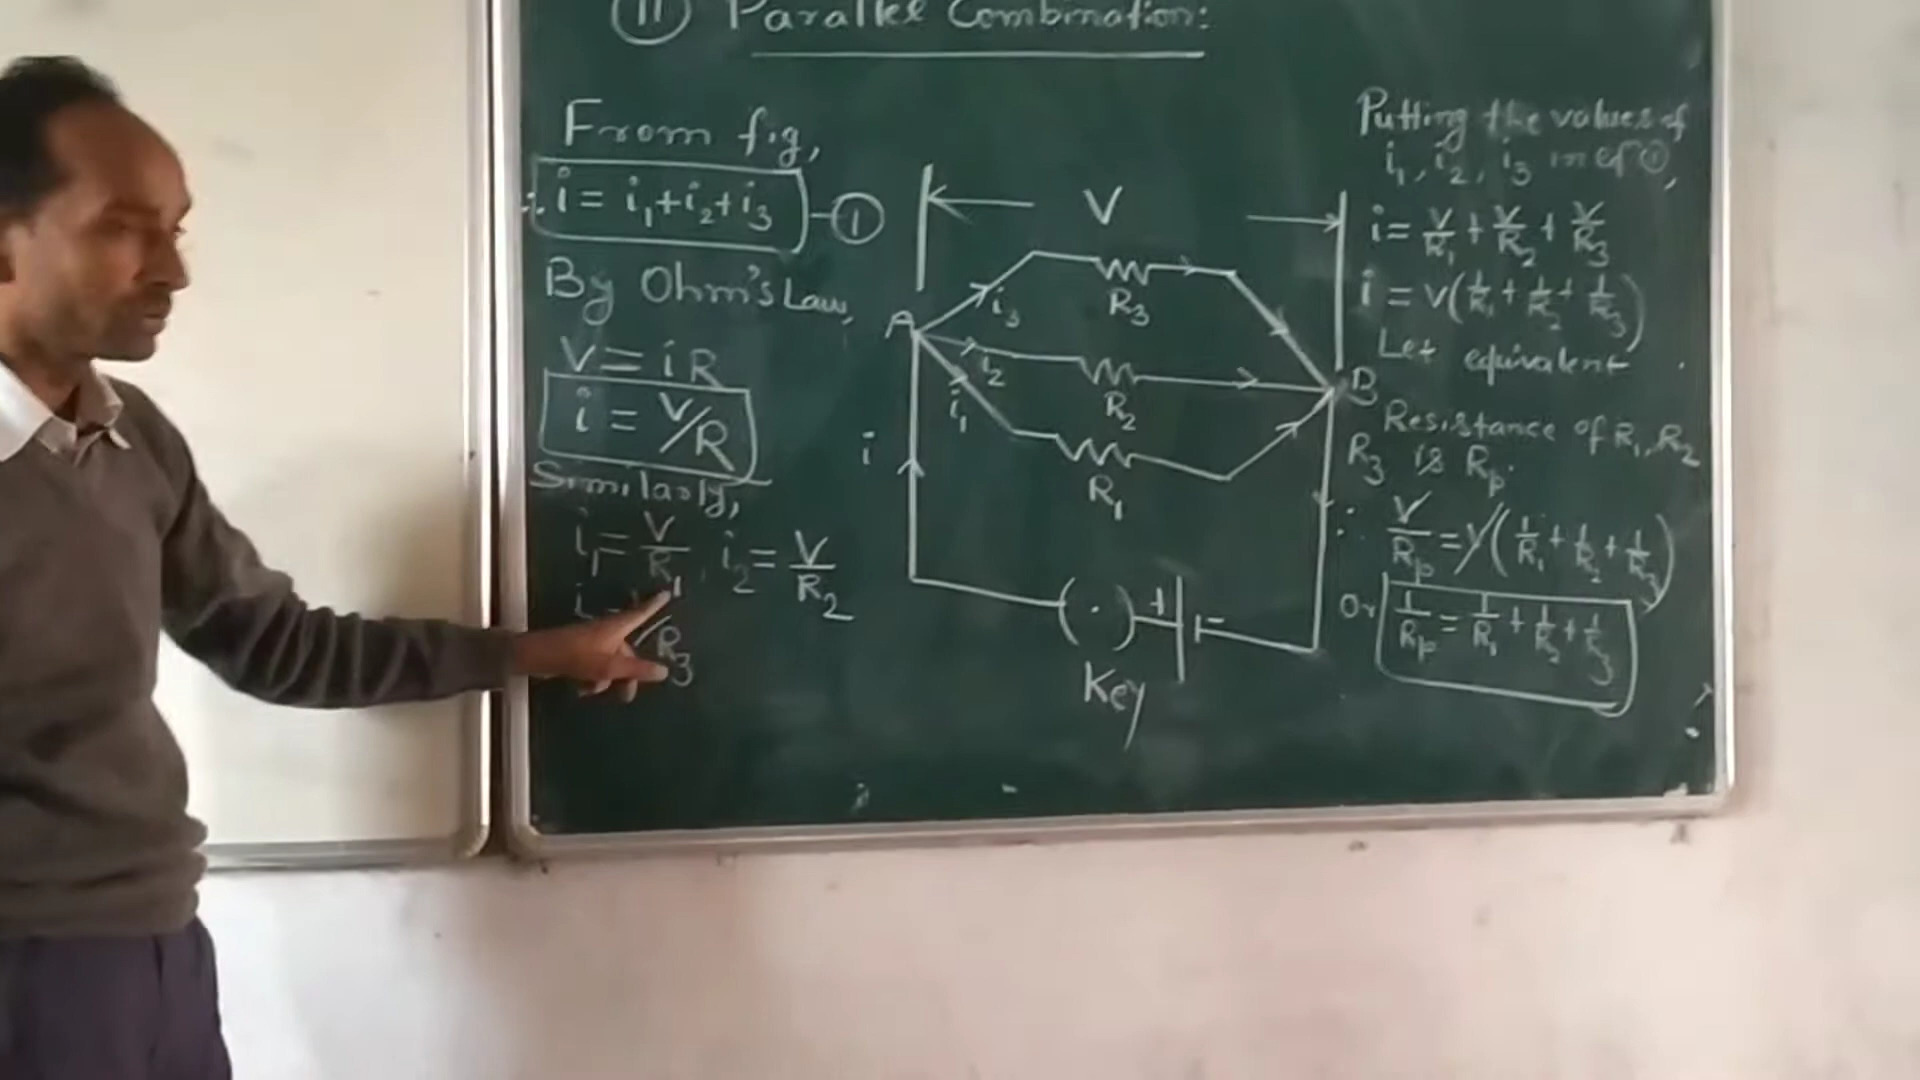 II Parallel Combination:
From fig,
∴ i = i₁+i₂+i₃ — ①
By Ohm's Law,
V = iR
i = V/R
Similarly,
i₁ = V/R₁, i₂ = V/R₂
/R₃
V
A
i₃
R₃
i₂
R₂
i₁
R₁
B
i
+ -
Key
Putting the values of
i₁, i₂, i₃ in eq ①,
i = V/R₁ + V/R₂ + V/R₃
i = V(1/R₁ + 1/R₂ + 1/R₃)
Let equivalent
Resistance of R₁, R₂
R₃ is Rp.
∴ V/Rp = V(1/R₁ + 1/R₂ + 1/R₃)
Or 1/Rp = 1/R₁ + 1/R₂ + 1/R₃